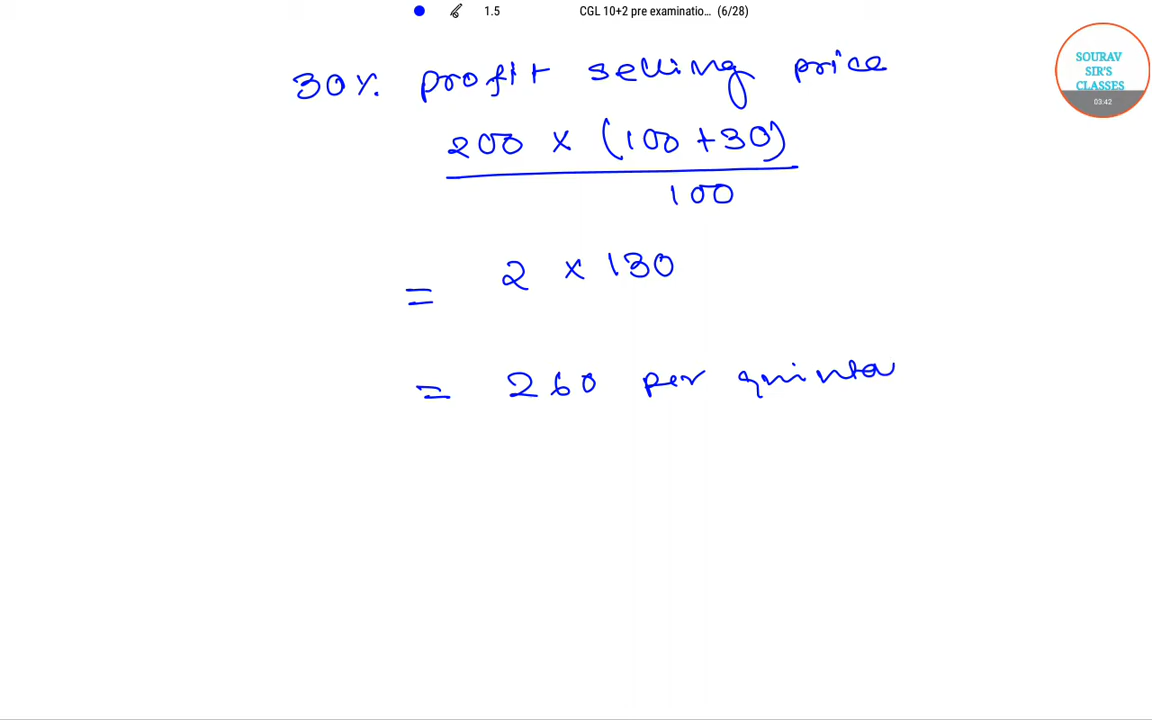 1.5 CGL 10+2 pre examinatio... (6/28)
SOURAV
SIR'S
CLASSES
03:42
30% profit selling price
200 x (100 + 30)
100
= 2 x 130
= 260 per quintal